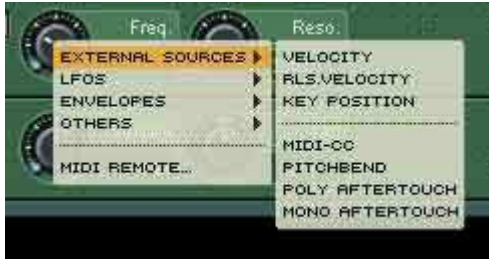 Freq.
Reso.
EXTERNAL SOURCES
LFOS
ENVELOPES
OTHERS
MIDI REMOTE...
VELOCITY
RLS.VELOCITY
KEY POSITION
MIDI-CC
PITCHBEND
POLY AFTERTOUCH
MONO AFTERTOUCH